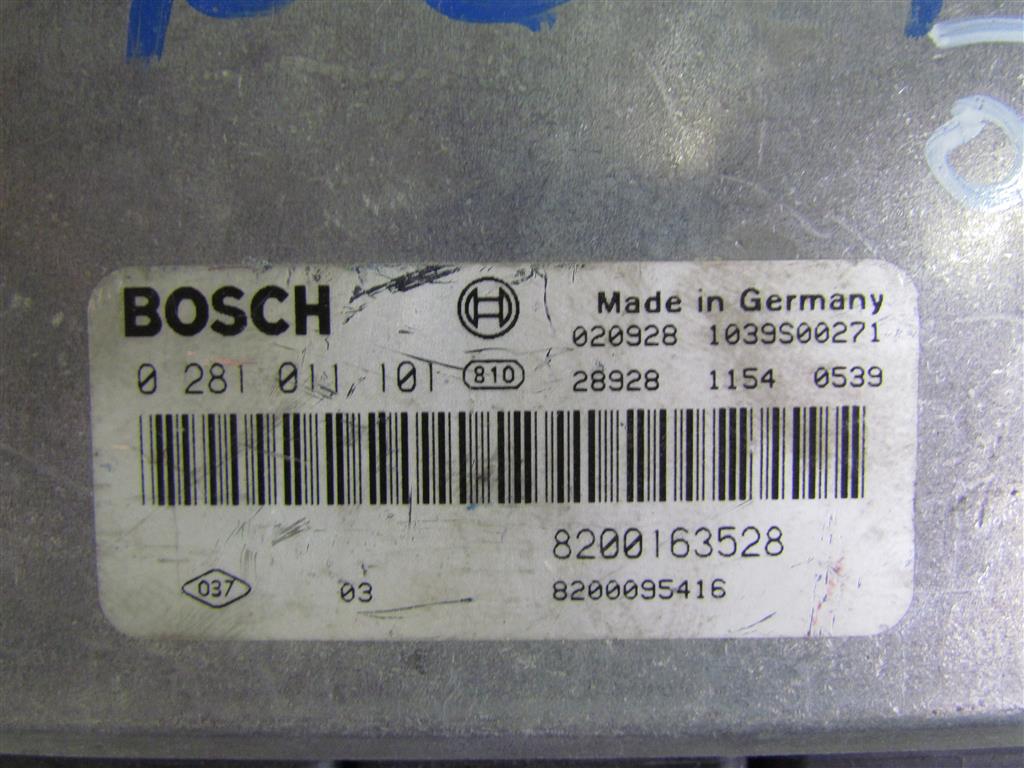 BOSCH
Made in Germany
020928 1039S00271
0 281 011 101 810
28928 1154 0539
8200163528
037 03 8200095416